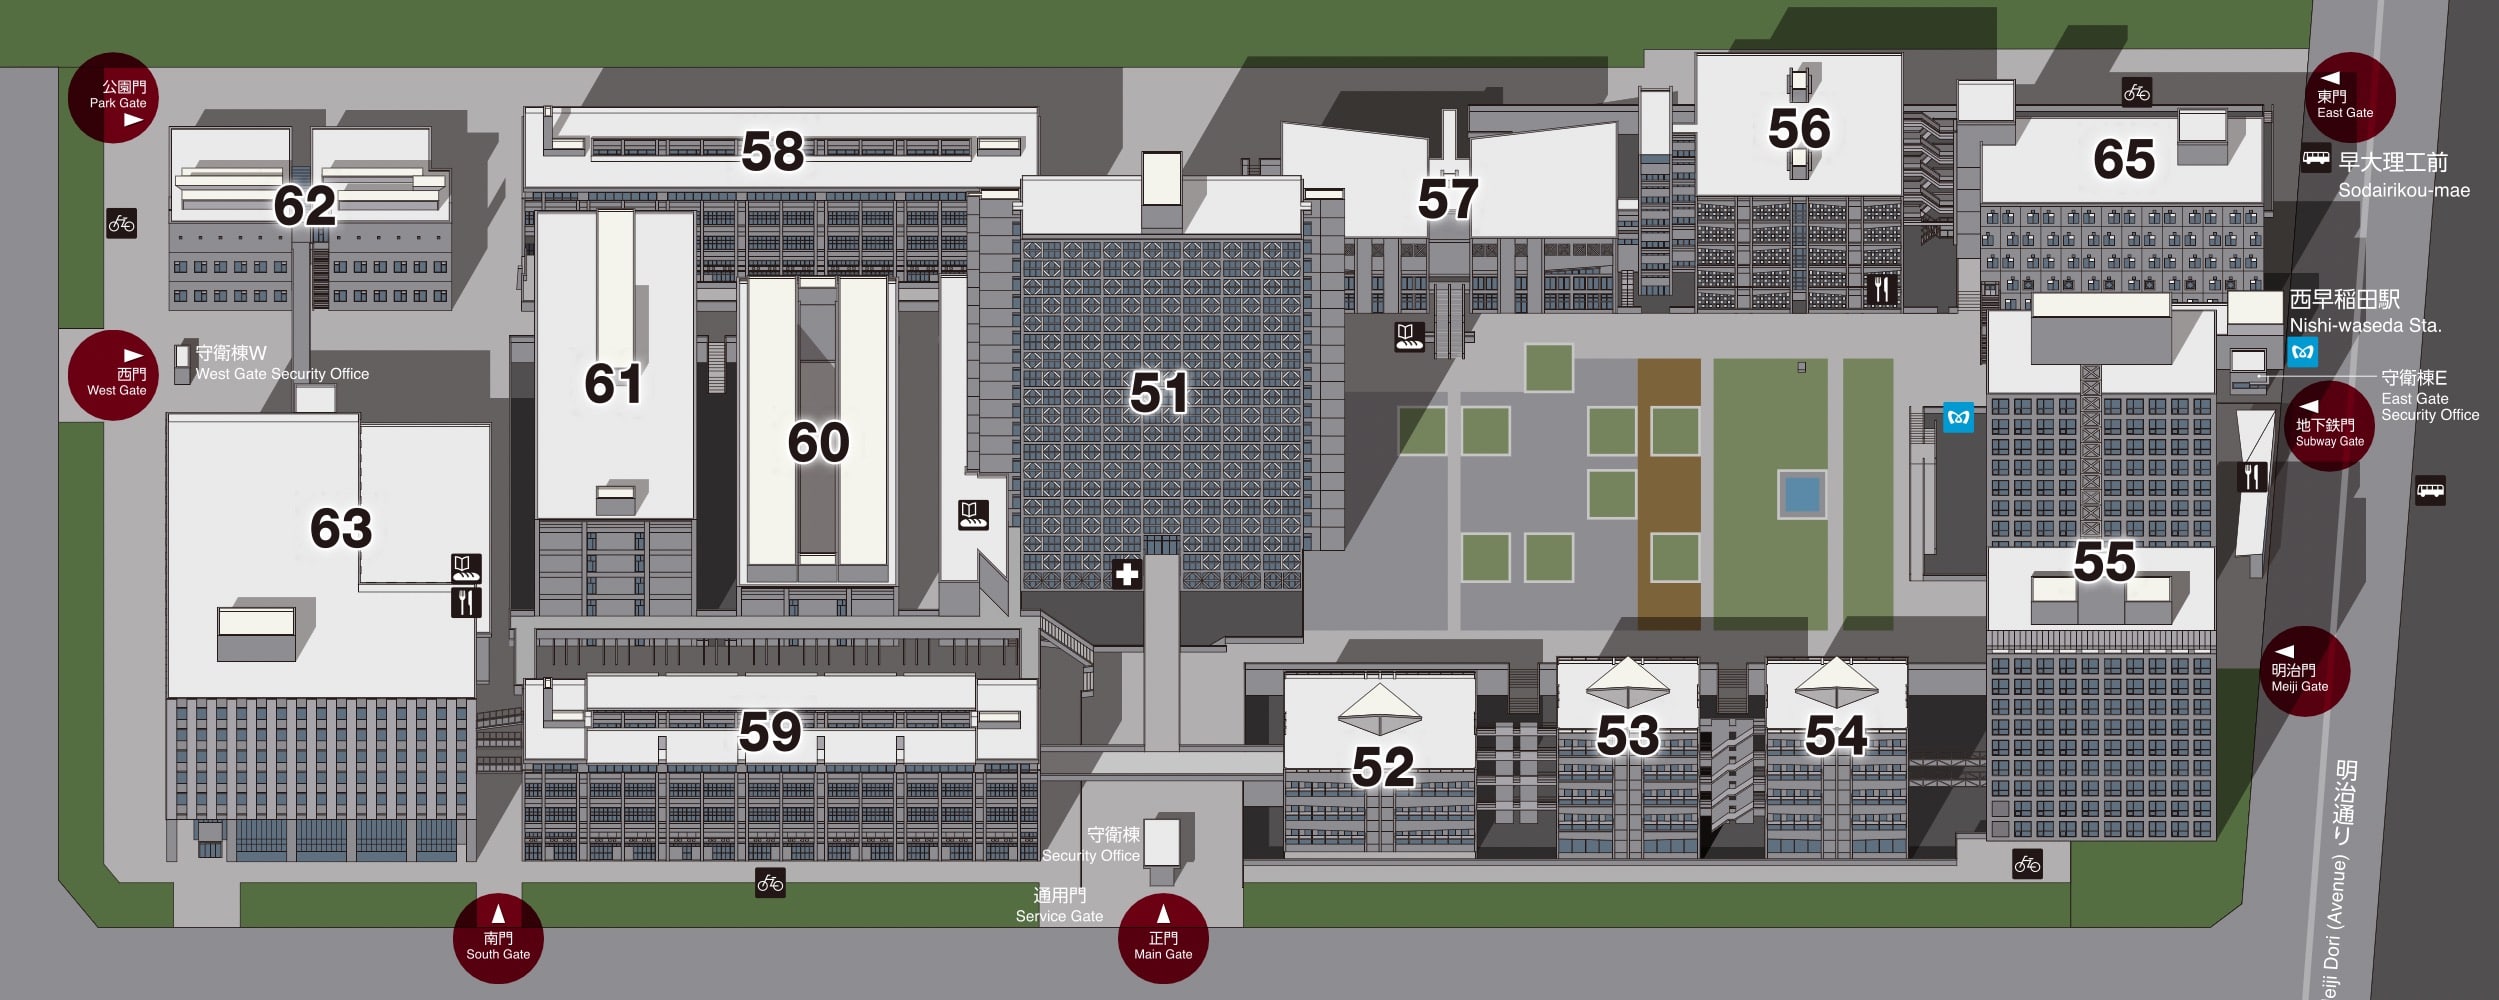 公園門
Park Gate
東門
East Gate
早大理工前
Sodairikou-mae
58
56
65
62
57
西早稲田駅
Nishi-waseda Sta.
守衛棟W
West Gate Security Office
西門
West Gate
61
51
守衛棟E
East Gate
Security Office
地下鉄門
Subway Gate
60
63
55
明治門
Meiji Gate
59
52
53
54
明治通り
eiji Dori (Avenue)
守衛棟
Security Office
通用門
Service Gate
南門
South Gate
正門
Main Gate